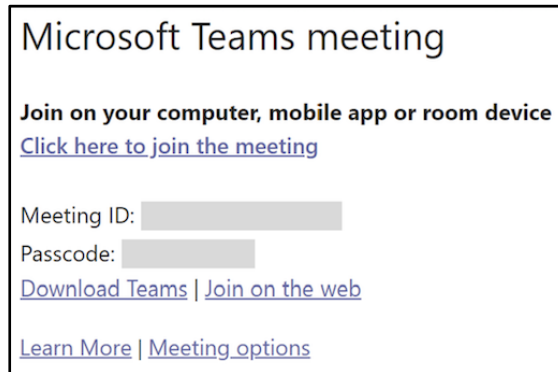 Microsoft Teams meeting
Join on your computer, mobile app or room device
Click here to join the meeting
Meeting ID:
Passcode:
Download Teams | Join on the web
Learn More | Meeting options